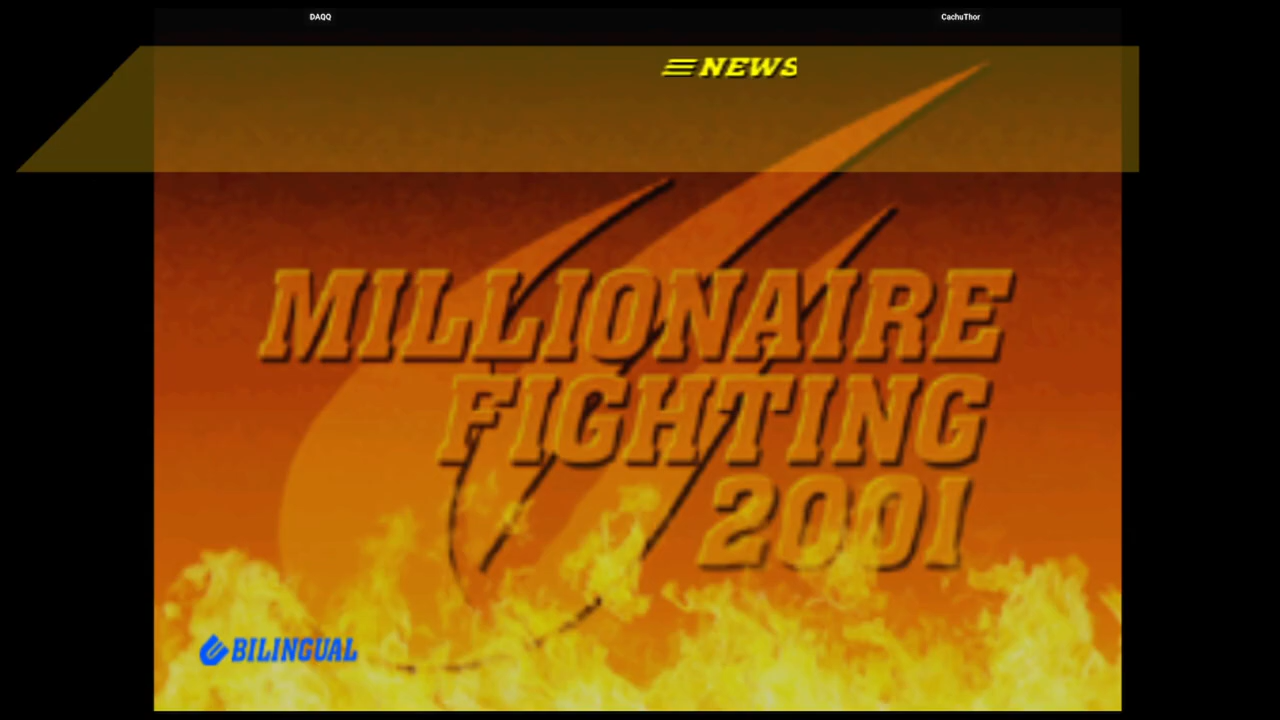 DAQQ CachuThor
NEWS
MILLIONAIRE
FIGHTING
2001
BILINGUAL